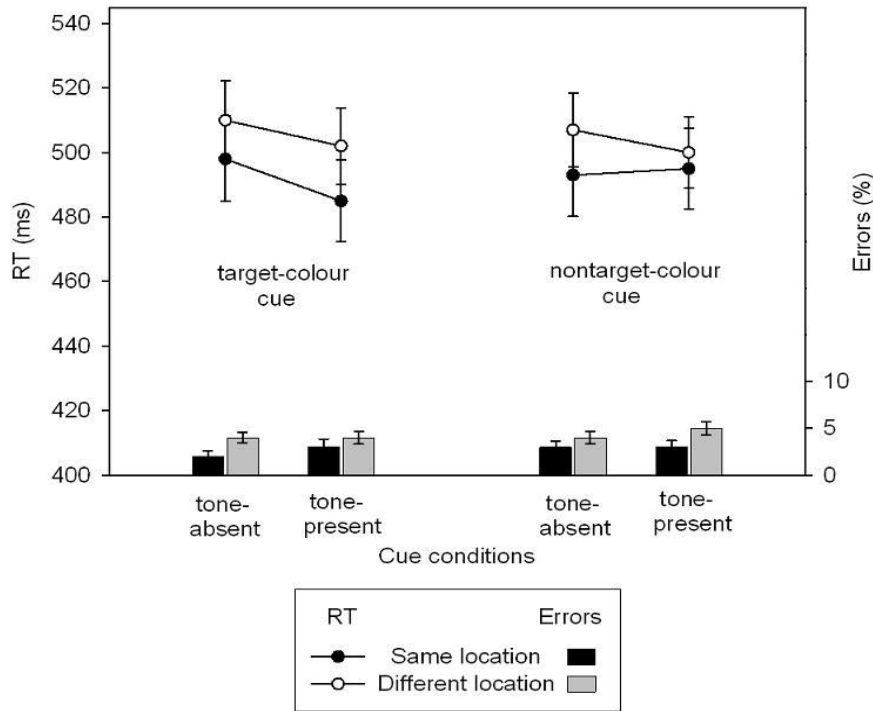 540
520
500
480
460
440
420
400
RT (ms)
target-colour
cue
nontarget-colour
cue
10
5
0
Errors (%)
tone-
absent
tone-
present
tone-
absent
tone-
present
Cue conditions
RT Errors
Same location
Different location